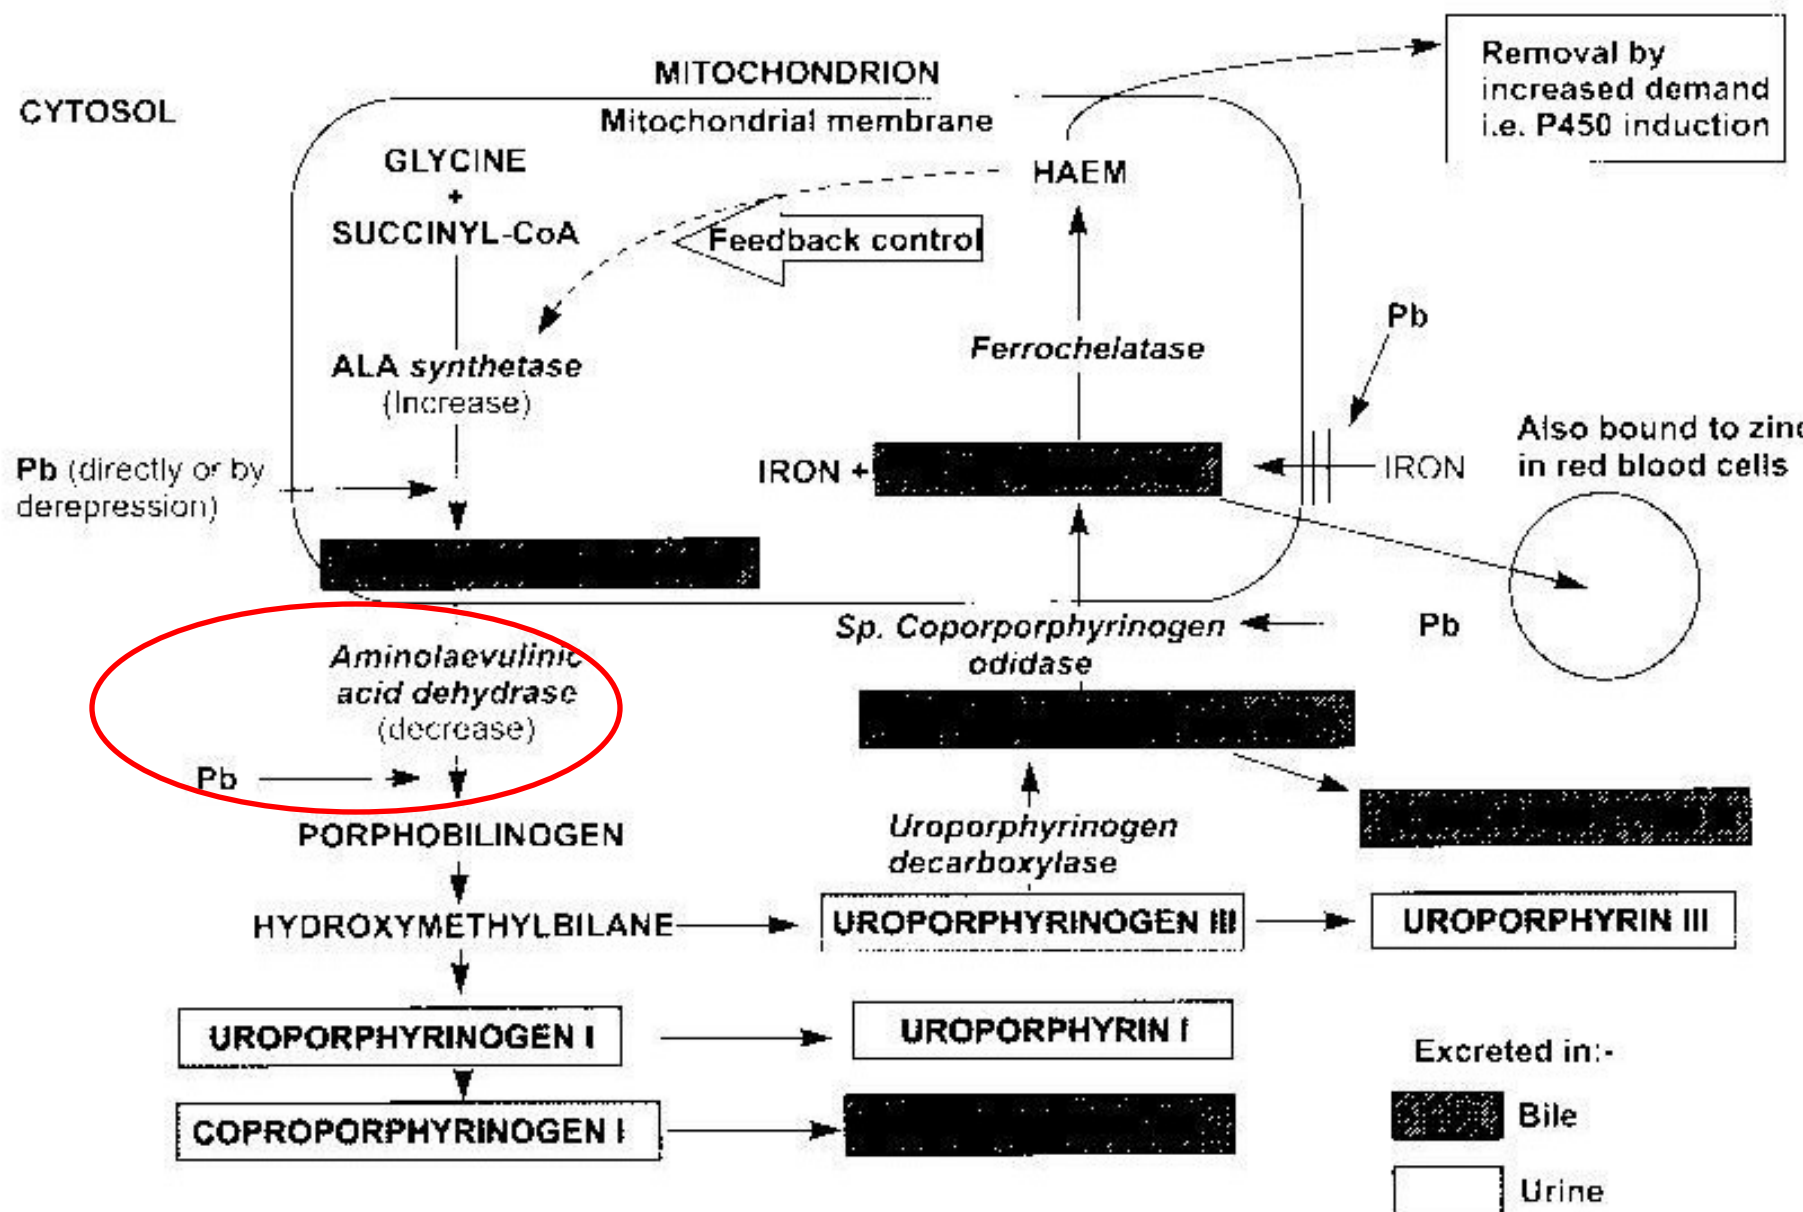 Removal by
increased demand
i.e. P450 induction
MITOCHONDRION
CYTOSOL
Mitochondrial membrane
GLYCINE
+
SUCCINYL-CoA
HAEM
Feedback control
Pb
ALA synthetase
(Increase)
Ferrochelatase
Also bound to zinc
in red blood cells
Pb (directly or by
derepression)
IRON +
IRON
Aminolaevulinic
acid dehydrase
(decrease)
Pb
Sp. Coporporphyrinogen
odidase
Pb
PORPHOBILINOGEN
Uroporphyrinogen
decarboxylase
HYDROXYMETHYLBILANE
UROPORPHYRINOGEN III
UROPORPHYRIN III
UROPORPHYRINOGEN I
UROPORPHYRIN I
COPROPORPHYRINOGEN I
Excreted in:-
Bile
Urine